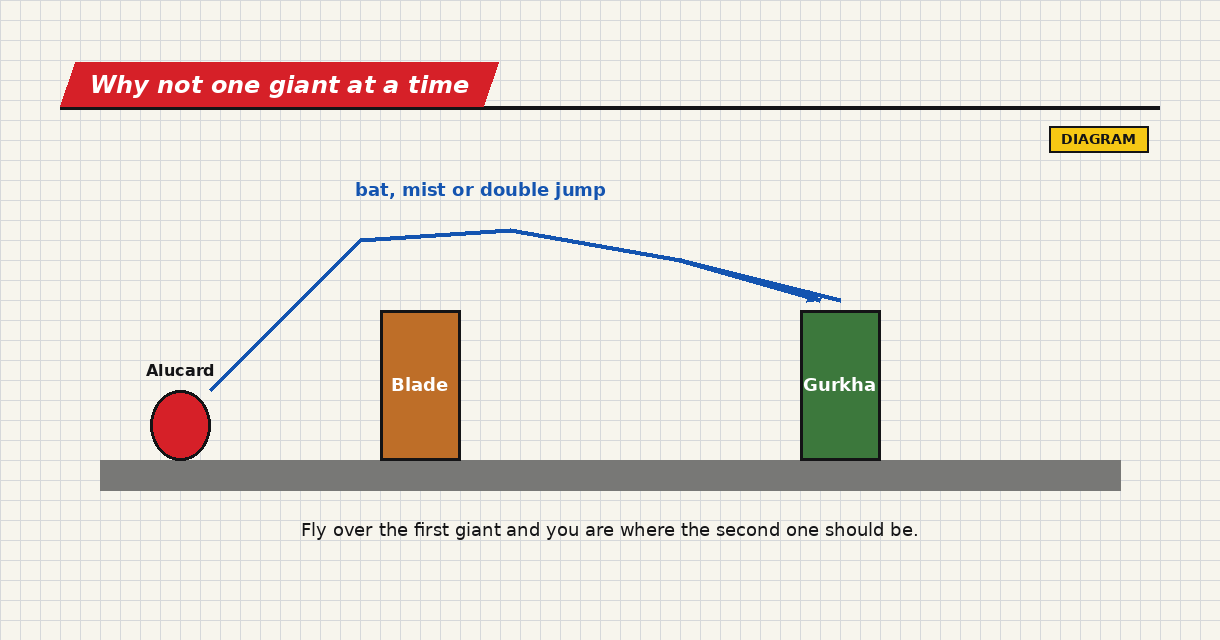 Why not one giant at a time
DIAGRAM
bat, mist or double jump
Alucard
Blade
Gurkha
Fly over the first giant and you are where the second one should be.